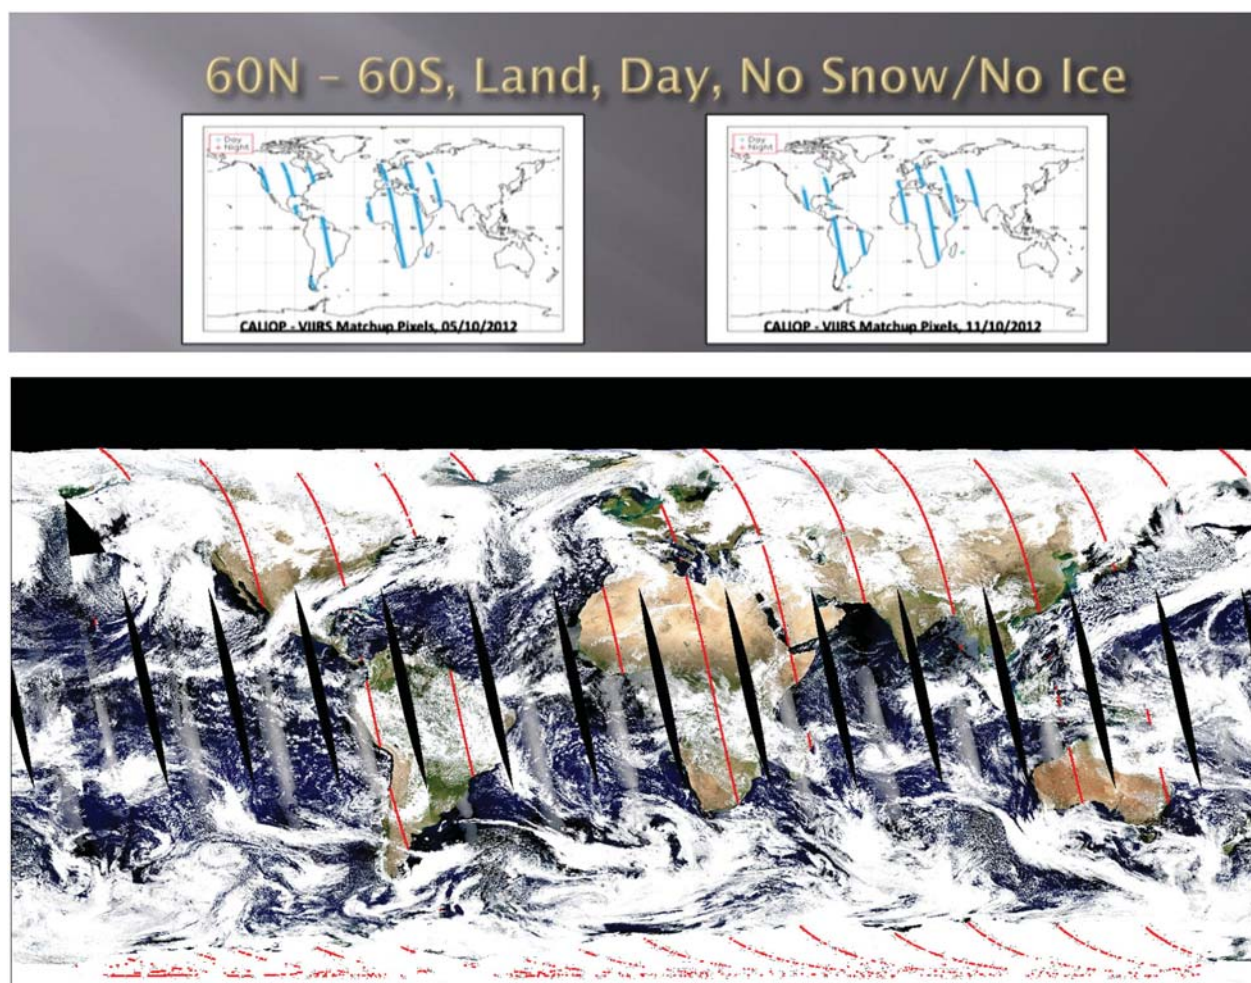 60N – 60S, Land, Day, No Snow/No Ice
Day
Night
CALIOP - VIIRS Matchup Pixels, 05/10/2012
Day
Night
CALIOP - VIIRS Matchup Pixels, 11/10/2012